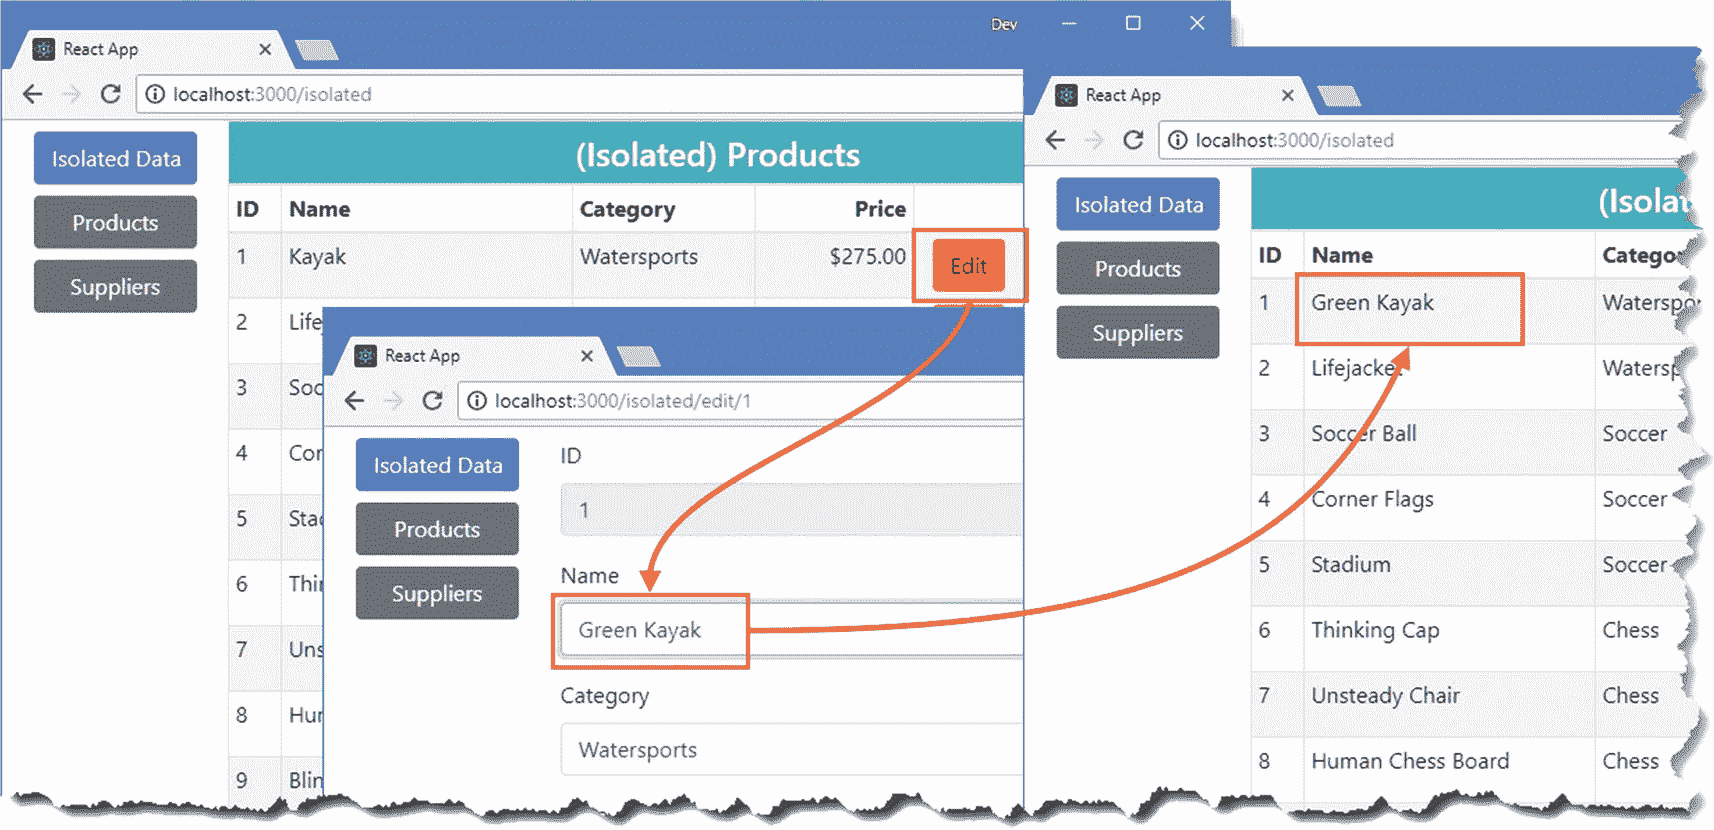 Dev
React App
localhost:3000/isolated
Isolated Data
Products
Suppliers
(Isolated) Products
ID Name Category Price
1 Kayak Watersports $275.00 Edit
2 Life
3 Soc
4 Cor
5 Stad
6 Thin
7 Uns
8 Hur
9 Blin
React App
localhost:3000/isolated/edit/1
Isolated Data
Products
Suppliers
ID
1
Name
Green Kayak
Category
Watersports
React App
localhost:3000/isolated
Isolated Data
Products
Suppliers
(Isolat
ID Name Catego
1 Green Kayak Waterspo
2 Lifejacket Watersp
3 Soccer Ball Soccer
4 Corner Flags Soccer
5 Stadium Soccer
6 Thinking Cap Chess
7 Unsteady Chair Chess
8 Human Chess Board Chess